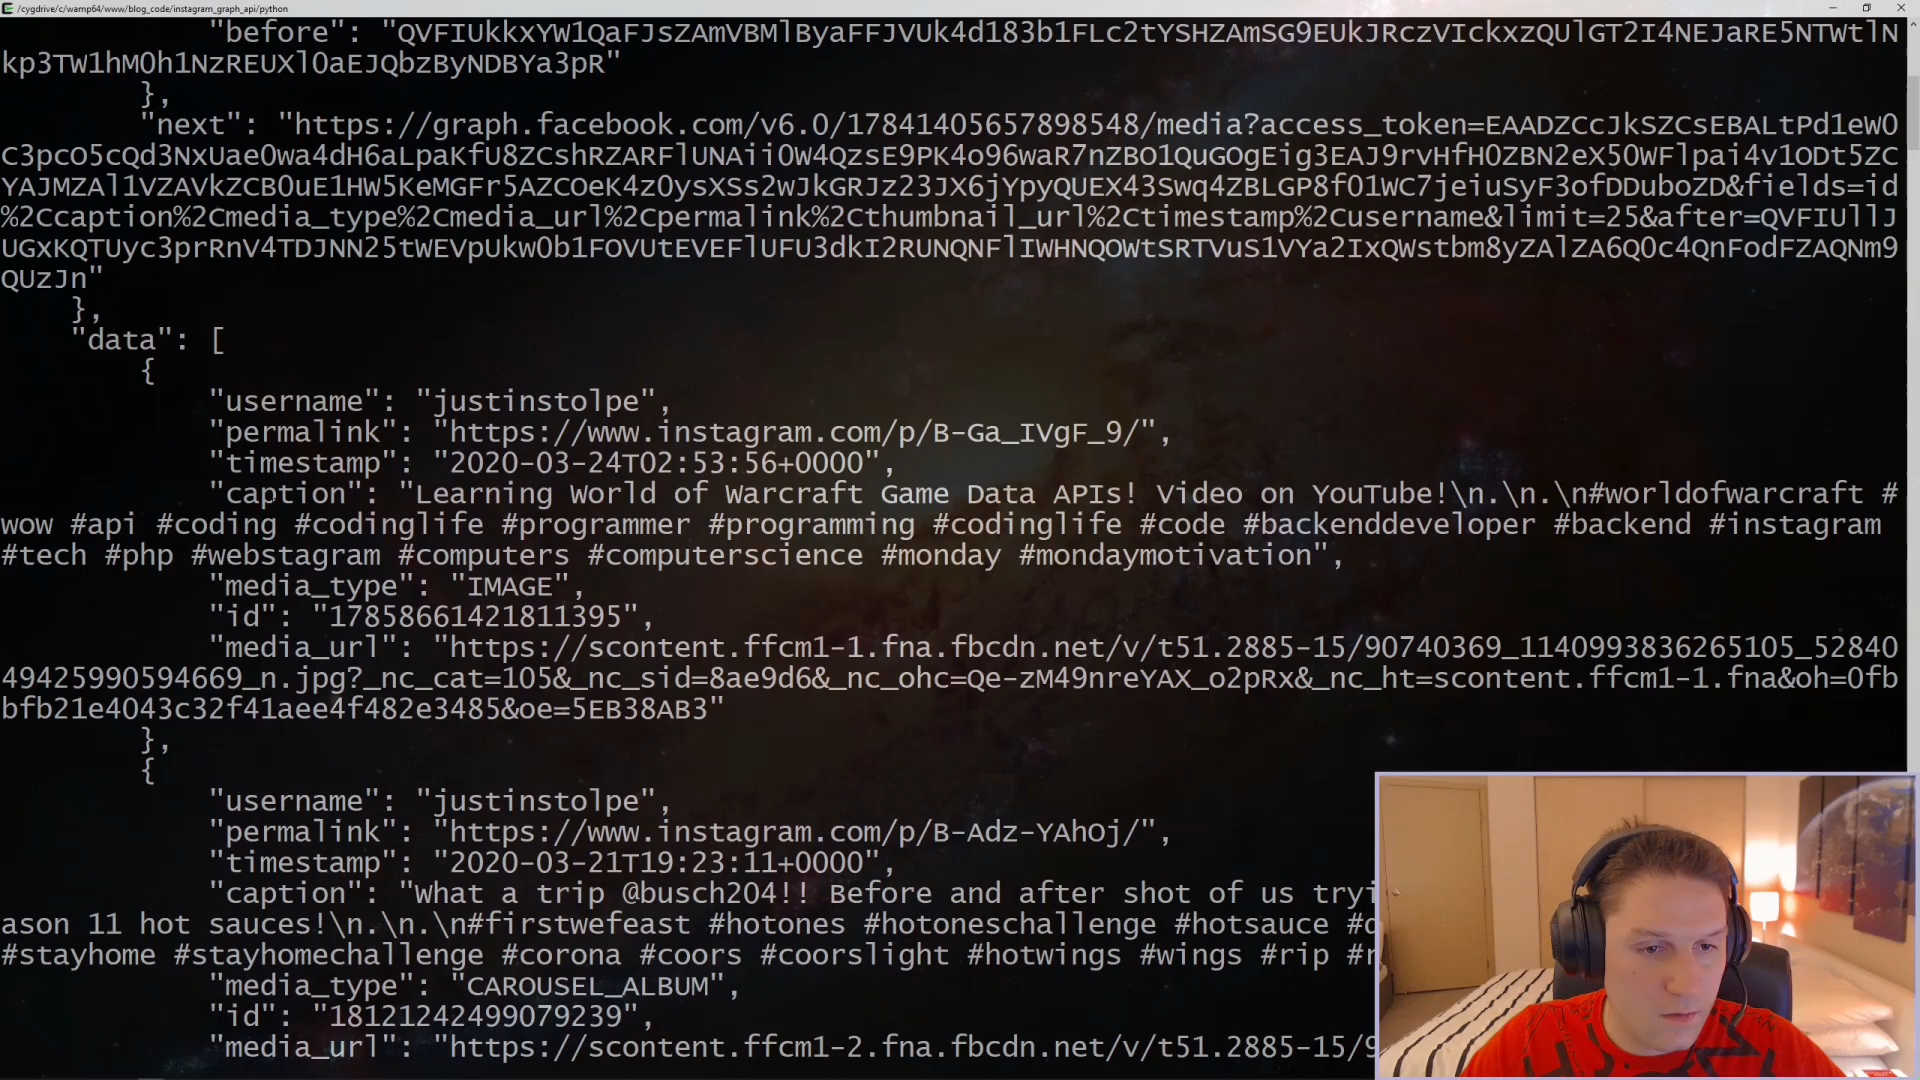 /cygdrive/c/wamp64/www/blog_code/instagram_graph_api/python
"before": "QVFIUkkxYW1QaFJsZAmVBMlByaFFJVUk4d183b1FLc2tYSHZAmSG9EUkJRczVIckxzQUlGT2I4NEJaRE5NTWtlN
kp3TW1hM0h1NzREUXl0aEJQbzByNDBYa3pR"
},
"next": "https://graph.facebook.com/v6.0/17841405657898548/media?access_token=EAADZCcJkSZCsEBALtPd1eW0
C3pcO5cQd3NxUae0wa4dH6aLpaKfU8ZCshRZARFlUNAii0W4QzsE9PK4o96waR7nZBO1QuGOgEig3EAJ9rvHfH0ZBN2eX50WFlpai4v1ODt5ZC
YAJMZAl1VZAVkZCB0uE1HW5KeMGFr5AZCOeK4z0ysXSs2wJkGRJz23JX6jYpyQUEX43Swq4ZBLGP8f01WC7jeiuSyF3ofDDuboZD&fields=id
%2Ccaption%2Cmedia_type%2Cmedia_url%2Cpermalink%2Cthumbnail_url%2Ctimestamp%2Cusername&limit=25&after=QVFIUllJ
UGxKQTUyc3prRnV4TDJNN25tWEVpUkw0b1FOVUtEVEFlUFU3dkI2RUNQNFlIWHNQOWtSRTVuS1VYa2IxQWstbm8yZAlZA6Q0c4QnFodFZAQNm9
QUzJn"
},
"data": [
{
"username": "justinstolpe",
"permalink": "https://www.instagram.com/p/B-Ga_IVgF_9/",
"timestamp": "2020-03-24T02:53:56+0000",
"caption": "Learning World of Warcraft Game Data APIs! Video on YouTube!\n.\n.\n#worldofwarcraft #
wow #api #coding #codinglife #programmer #programming #codinglife #code #backenddeveloper #backend #instagram
#tech #php #webstagram #computers #computerscience #monday #mondaymotivation",
"media_type": "IMAGE",
"id": "17858661421811395",
"media_url": "https://scontent.ffcm1-1.fna.fbcdn.net/v/t51.2885-15/90740369_1140993836265105_52840
49425990594669_n.jpg?_nc_cat=105&_nc_sid=8ae9d6&_nc_ohc=Qe-zM49nreYAX_o2pRx&_nc_ht=scontent.ffcm1-1.fna&oh=0fb
bfb21e4043c32f41aee4f482e3485&oe=5EB38AB3"
},
{
"username": "justinstolpe",
"permalink": "https://www.instagram.com/p/B-Adz-YAhOj/",
"timestamp": "2020-03-21T19:23:11+0000",
"caption": "What a trip @busch204!! Before and after shot of us tryi
ason 11 hot sauces!\n.\n.\n#firstwefeast #hotones #hotoneschallenge #hotsauce #
#stayhome #stayhomechallenge #corona #coors #coorslight #hotwings #wings #rip #
"media_type": "CAROUSEL_ALBUM",
"id": "18121242499079239",
"media_url": "https://scontent.ffcm1-2.fna.fbcdn.net/v/t51.2885-15/9